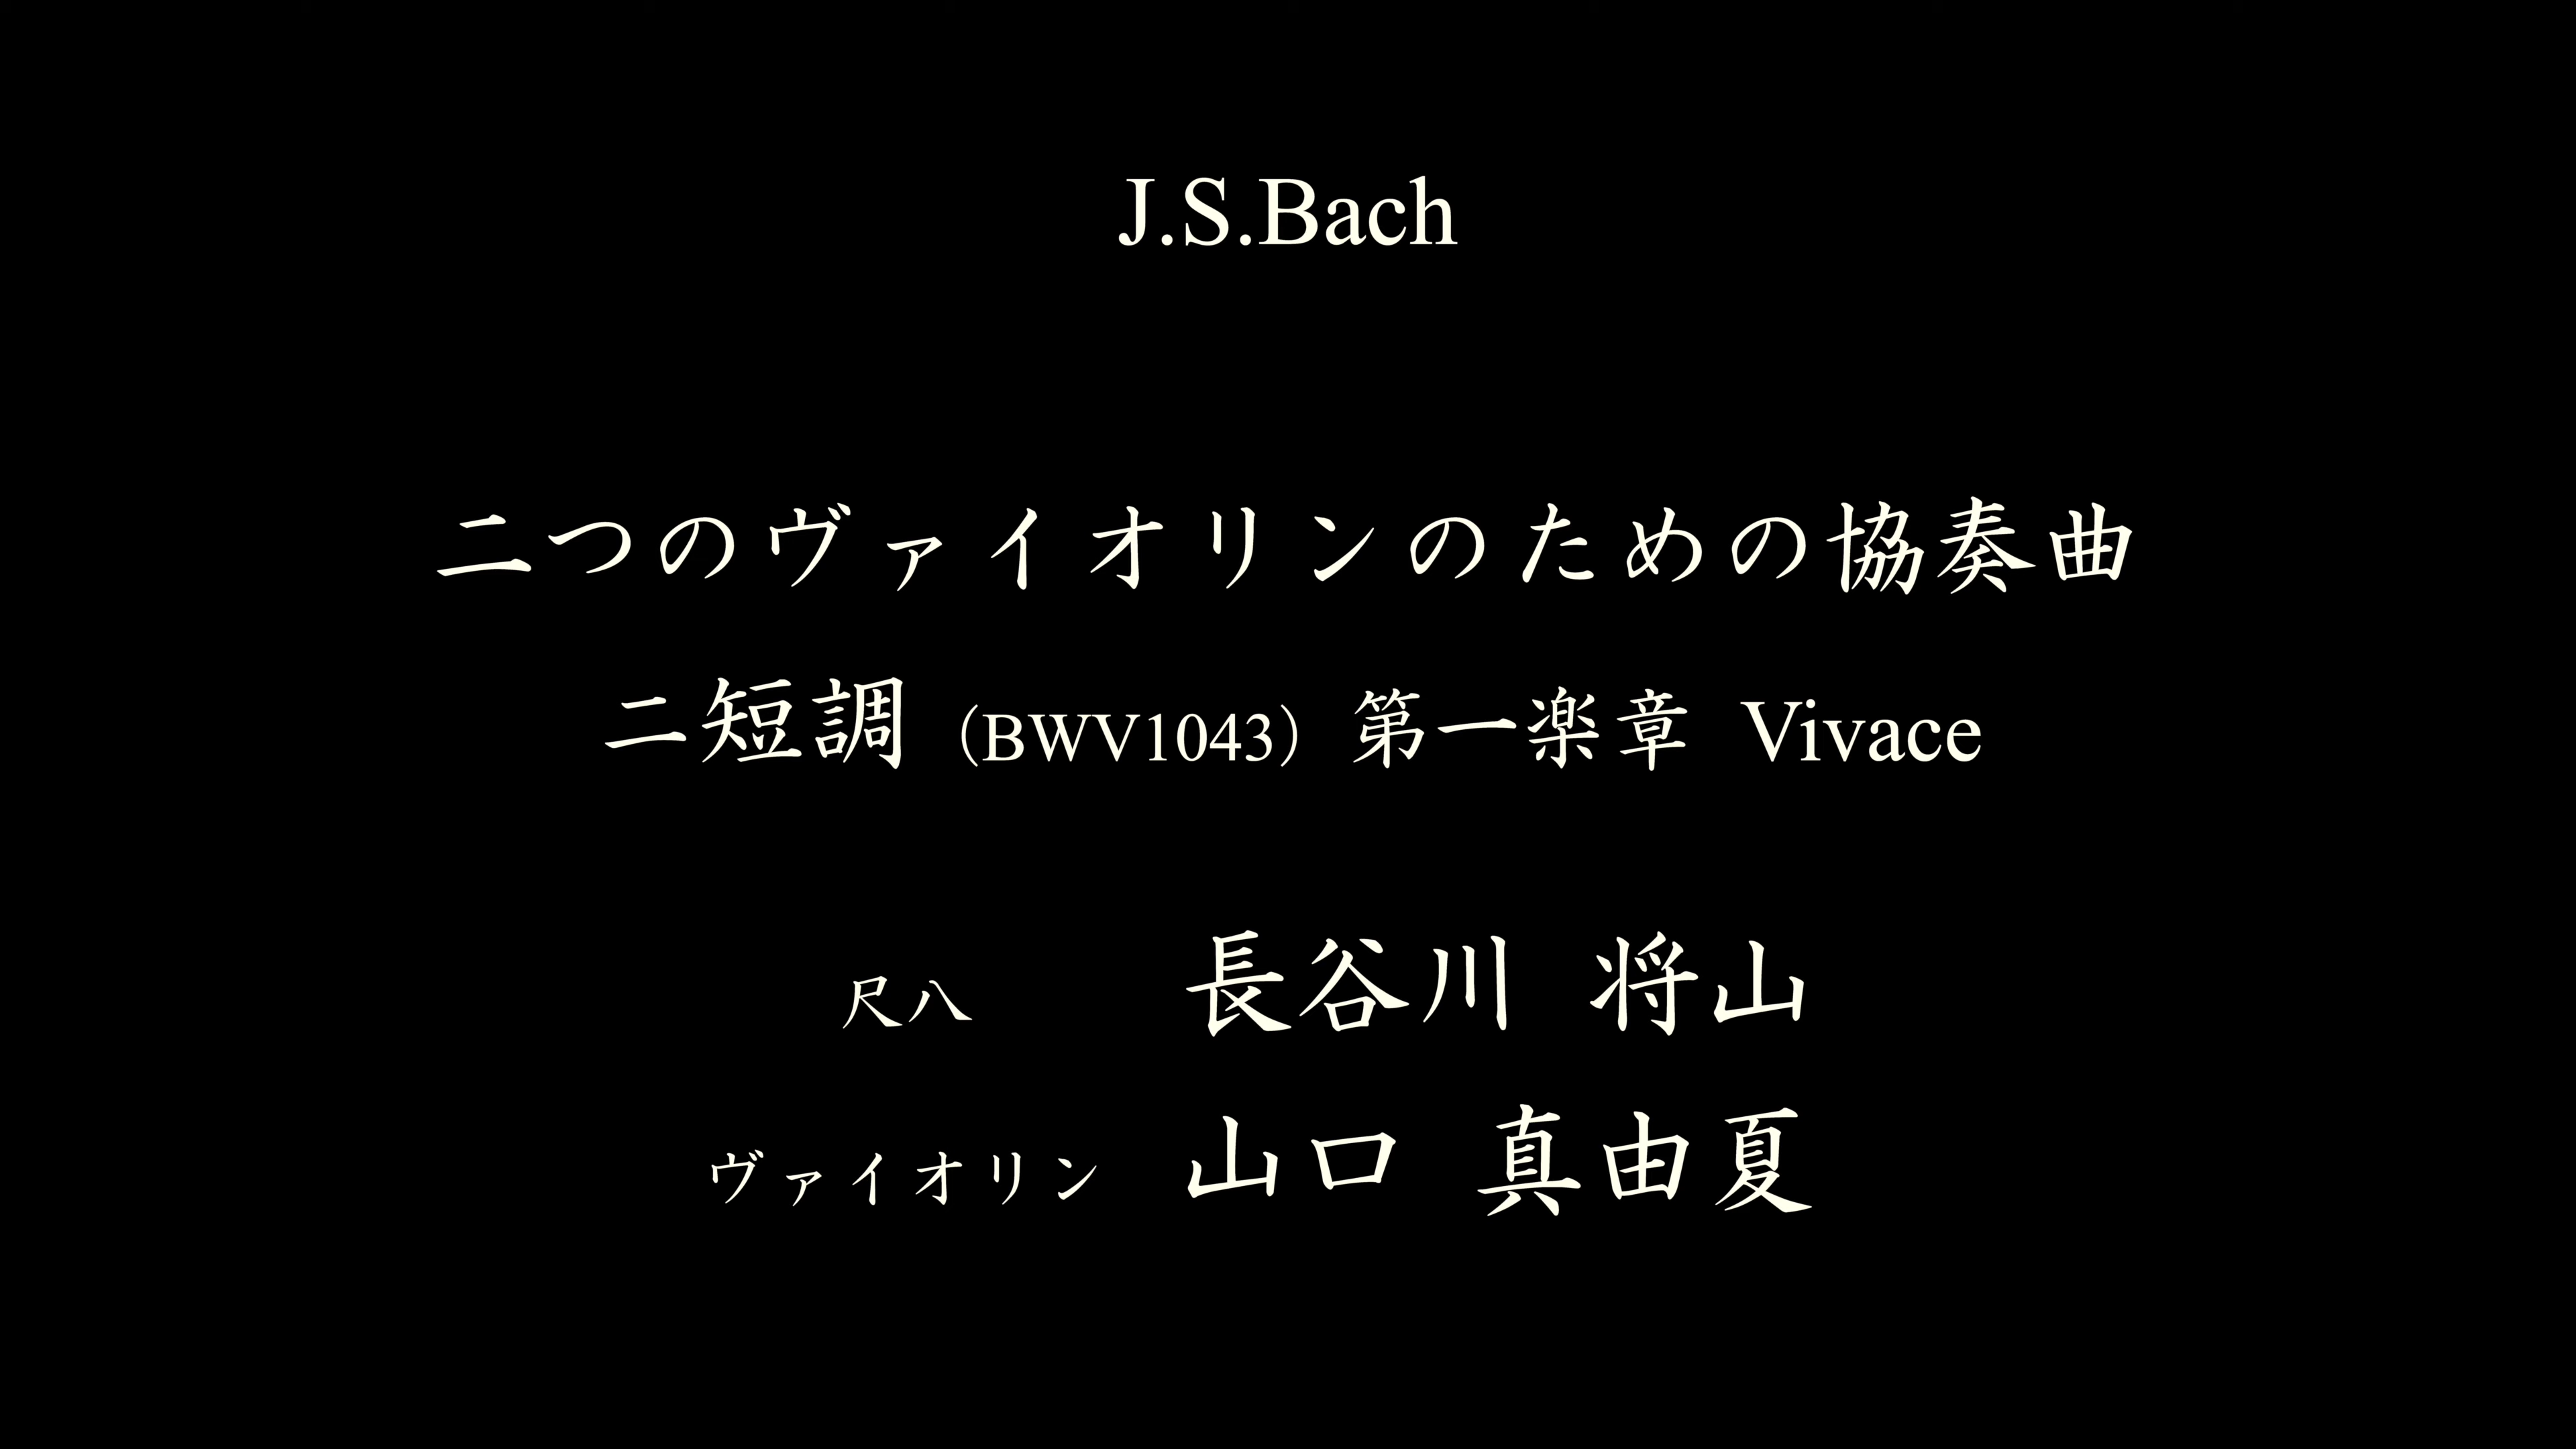 J.S.Bach
二つのヴァイオリンのための協奏曲
ニ短調（BWV1043）第一楽章 Vivace
尺八 長谷川 将山
ヴァイオリン 山口 真由夏